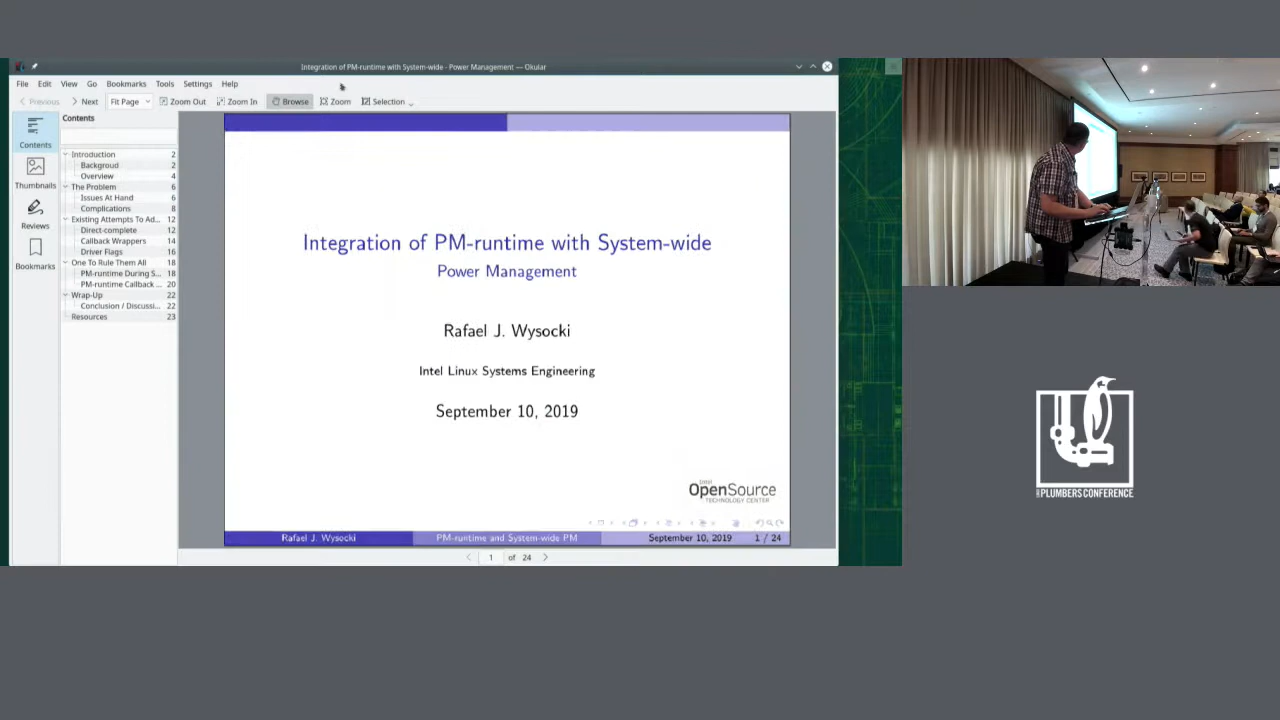 Integration of PM-runtime with System-wide - Power Management — Okular
File Edit View Go Bookmarks Tools Settings Help
Previous Next Fit Page Zoom Out Zoom In Browse Zoom Selection
Contents
Contents
Thumbnails
Reviews
Bookmarks
Introduction 2
Backgroud 2
Overview 4
The Problem 6
Issues At Hand 6
Complications 8
Existing Attempts To Ad... 12
Direct-complete 12
Callback Wrappers 14
Driver Flags 16
One To Rule Them All 18
PM-runtime During S... 18
PM-runtime Callback ... 20
Wrap-Up 22
Conclusion / Discussi... 22
Resources 23
Integration of PM-runtime with System-wide
Power Management
Rafael J. Wysocki
Intel Linux Systems Engineering
September 10, 2019
Intel
OpenSource
TECHNOLOGY CENTER
Rafael J. Wysocki PM-runtime and System-wide PM September 10, 2019 1 / 24
1 of 24
PLUMBERS CONFERENCE